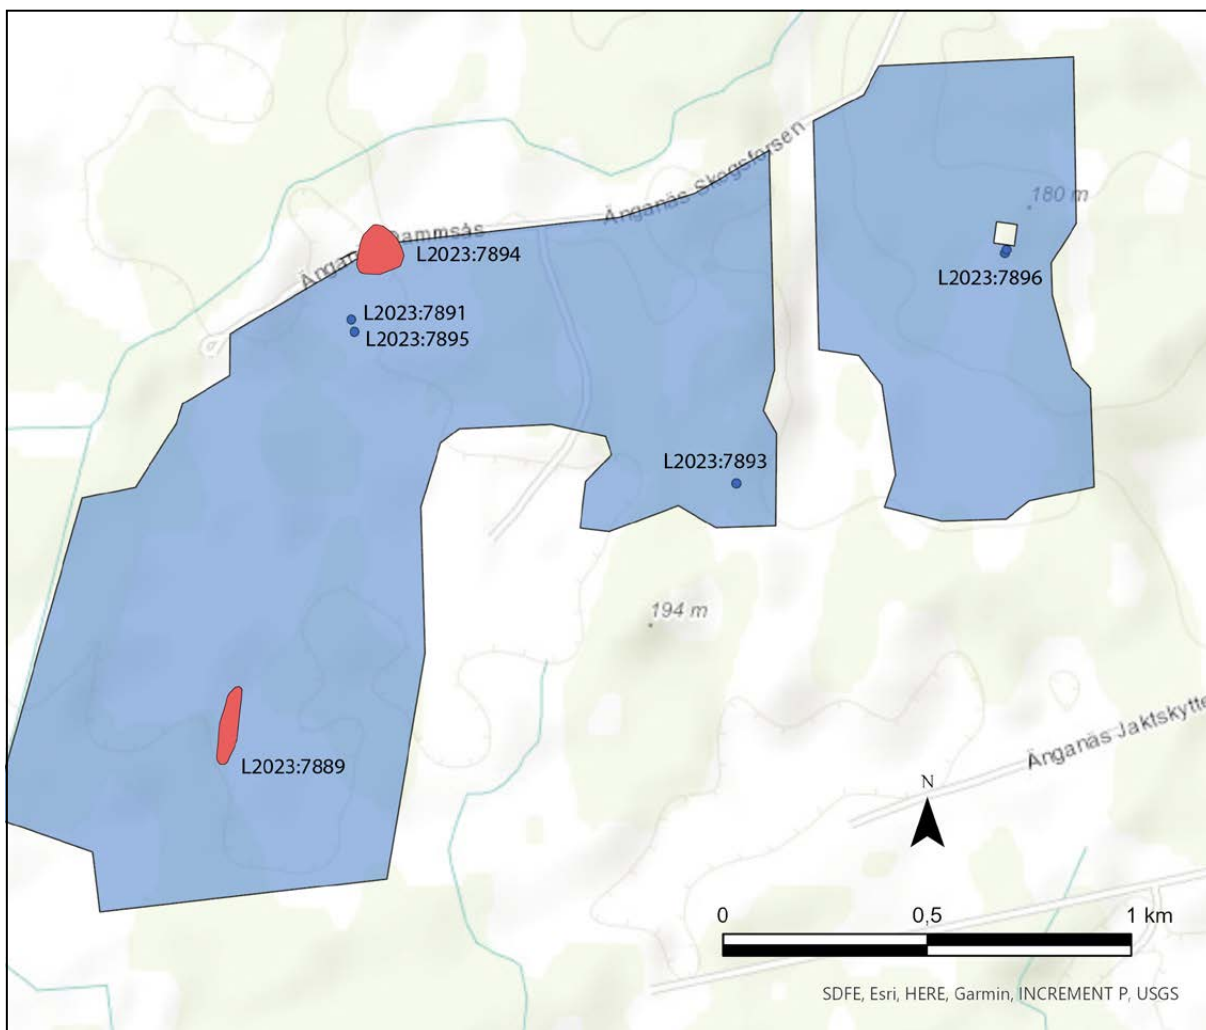 180 m
Änganäs Skogsforsen
L2023:7894
L2023:7896
L2023:7891
L2023:7895
L2023:7893
194 m
L2023:7889
Änganäs Jaktskytte
N
0 0,5 1 km
SDFE, Esri, HERE, Garmin, INCREMENT P, USGS